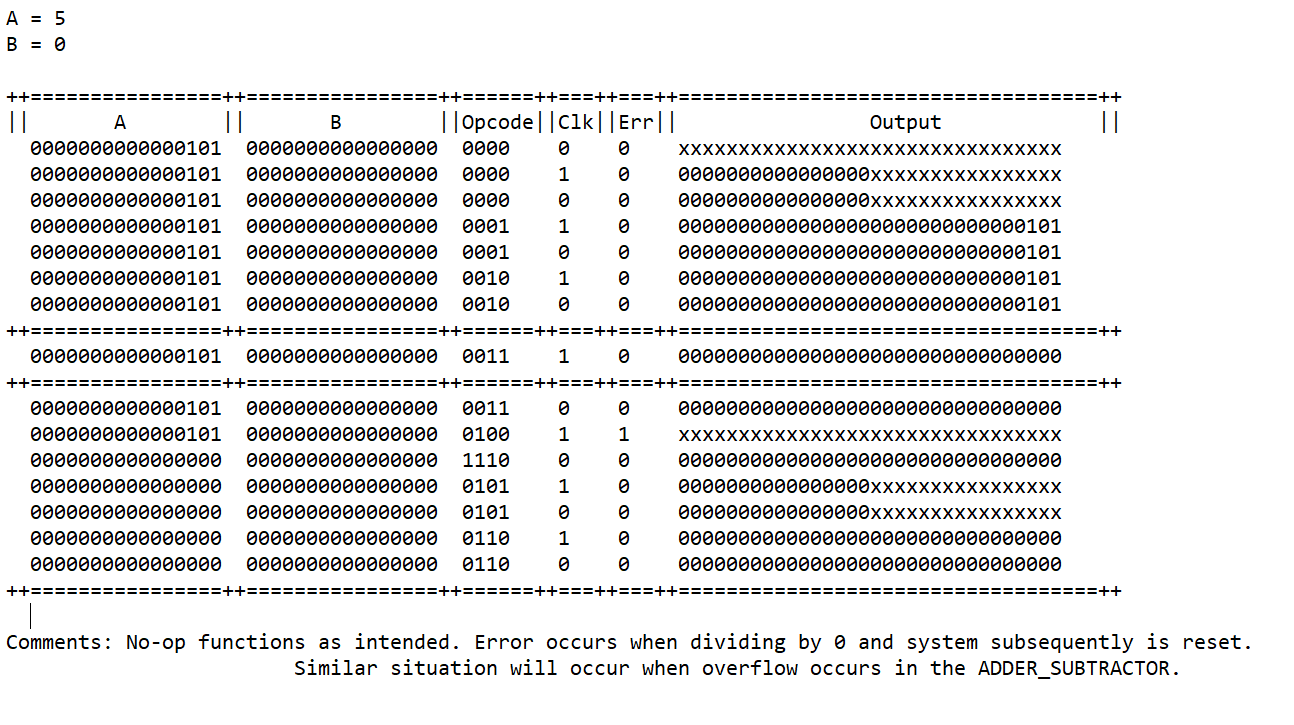 A = 5
B = 0
++================++================++======++===++===++===================================++
||       A        ||       B        ||Opcode||Clk||Err||                Output             ||
  0000000000000101  0000000000000000  0000    0    0    xxxxxxxxxxxxxxxxxxxxxxxxxxxxxxxx
  0000000000000101  0000000000000000  0000    1    0    0000000000000000xxxxxxxxxxxxxxxx
  0000000000000101  0000000000000000  0000    0    0    0000000000000000xxxxxxxxxxxxxxxx
  0000000000000101  0000000000000000  0001    1    0    00000000000000000000000000000101
  0000000000000101  0000000000000000  0001    0    0    00000000000000000000000000000101
  0000000000000101  0000000000000000  0010    1    0    00000000000000000000000000000101
  0000000000000101  0000000000000000  0010    0    0    00000000000000000000000000000101
++================++================++======++===++===++===================================++
  0000000000000101  0000000000000000  0011    1    0    00000000000000000000000000000000
++================++================++======++===++===++===================================++
  0000000000000101  0000000000000000  0011    0    0    00000000000000000000000000000000
  0000000000000101  0000000000000000  0100    1    1    xxxxxxxxxxxxxxxxxxxxxxxxxxxxxxxx
  0000000000000000  0000000000000000  1110    0    0    00000000000000000000000000000000
  0000000000000000  0000000000000000  0101    1    0    0000000000000000xxxxxxxxxxxxxxxx
  0000000000000000  0000000000000000  0101    0    0    0000000000000000xxxxxxxxxxxxxxxx
  0000000000000000  0000000000000000  0110    1    0    00000000000000000000000000000000
  0000000000000000  0000000000000000  0110    0    0    00000000000000000000000000000000
++================++================++======++===++===++===================================++
Comments: No-op functions as intended. Error occurs when dividing by 0 and system subsequently is reset.
Similar situation will occur when overflow occurs in the ADDER_SUBTRACTOR.